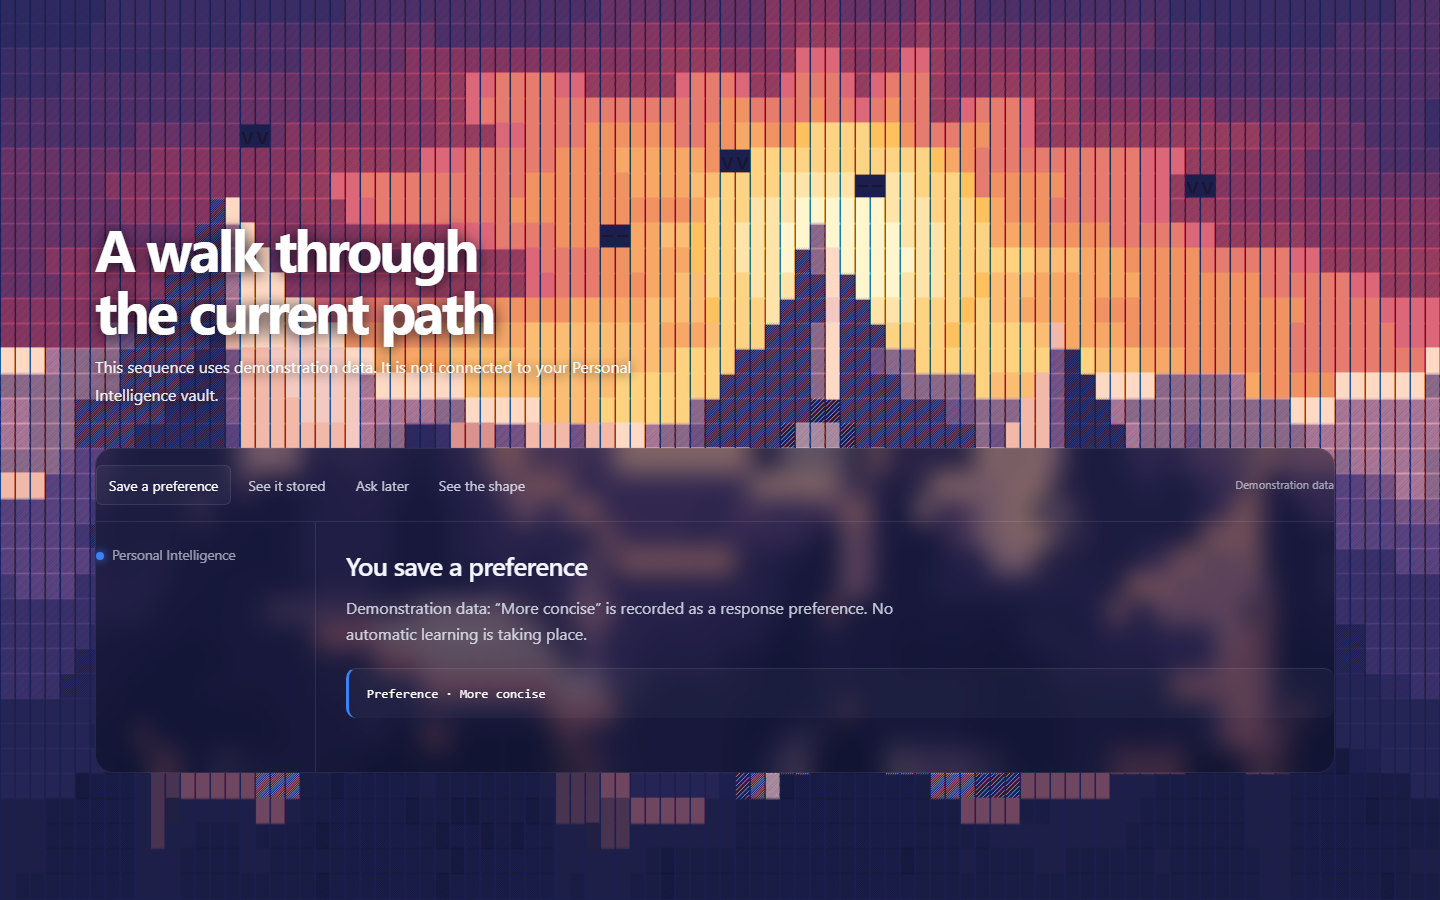 A walk through
the current path
This sequence uses demonstration data. It is not connected to your Personal
Intelligence vault.
Save a preference
See it stored
Ask later
See the shape
Demonstration data
Personal Intelligence
You save a preference
Demonstration data: “More concise” is recorded as a response preference. No
automatic learning is taking place.
Preference · More concise